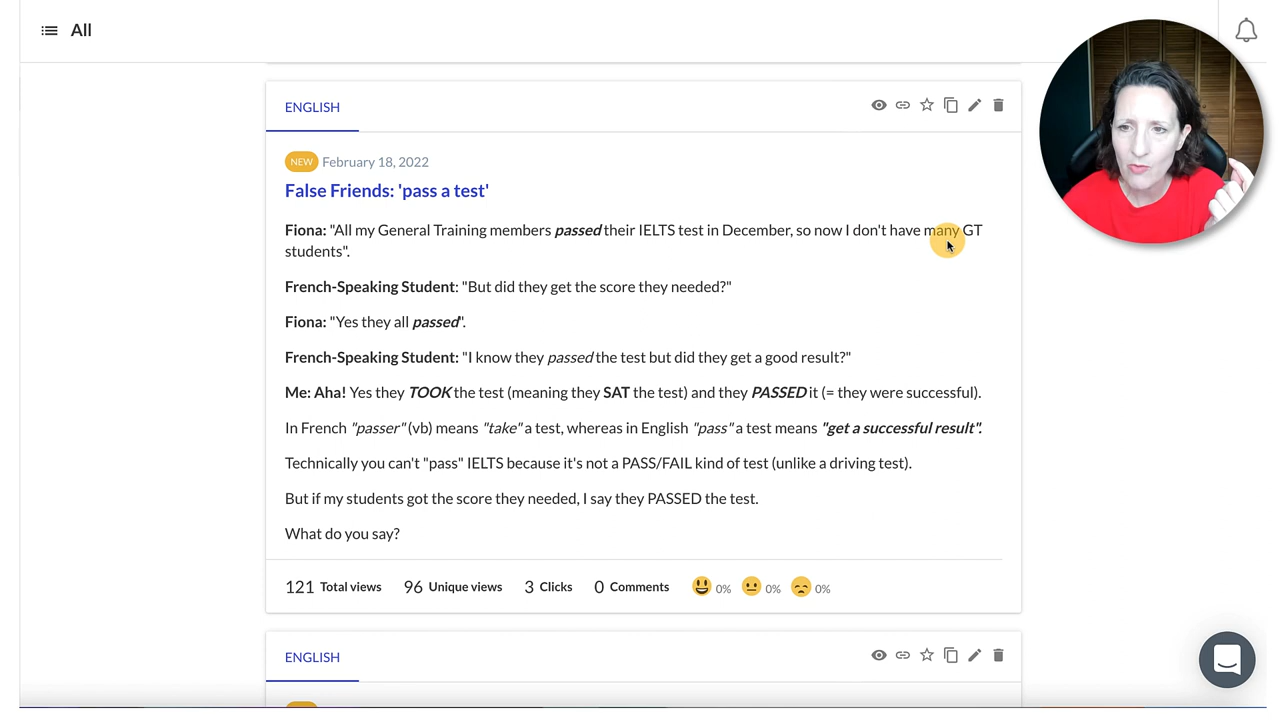 All
ENGLISH
NEW February 18, 2022
False Friends: 'pass a test'
Fiona: "All my General Training members passed their IELTS test in December, so now I don't have many GT
students".
French-Speaking Student: "But did they get the score they needed?"
Fiona: "Yes they all passed".
French-Speaking Student: "I know they passed the test but did they get a good result?"
Me: Aha! Yes they TOOK the test (meaning they SAT the test) and they PASSED it (= they were successful).
In French "passer" (vb) means "take" a test, whereas in English "pass" a test means "get a successful result".
Technically you can't "pass" IELTS because it's not a PASS/FAIL kind of test (unlike a driving test).
But if my students got the score they needed, I say they PASSED the test.
What do you say?
121 Total views 96 Unique views 3 Clicks 0 Comments 0% 0% 0%
ENGLISH